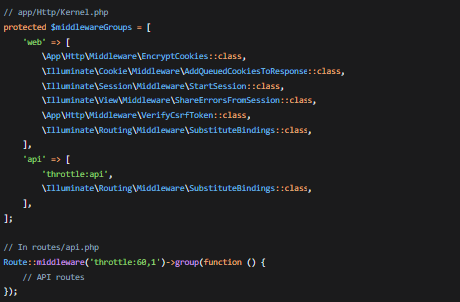 // app/Http/Kernel.php
protected $middlewareGroups = [
    'web' => [
        \App\Http\Middleware\EncryptCookies::class,
        \Illuminate\Cookie\Middleware\AddQueuedCookiesToResponse::class,
        \Illuminate\Session\Middleware\StartSession::class,
        \Illuminate\View\Middleware\ShareErrorsFromSession::class,
        \App\Http\Middleware\VerifyCsrfToken::class,
        \Illuminate\Routing\Middleware\SubstituteBindings::class,
    ],
    'api' => [
        'throttle:api',
        \Illuminate\Routing\Middleware\SubstituteBindings::class,
    ],
];
// In routes/api.php
Route::middleware('throttle:60,1')->group(function () {
    // API routes
});